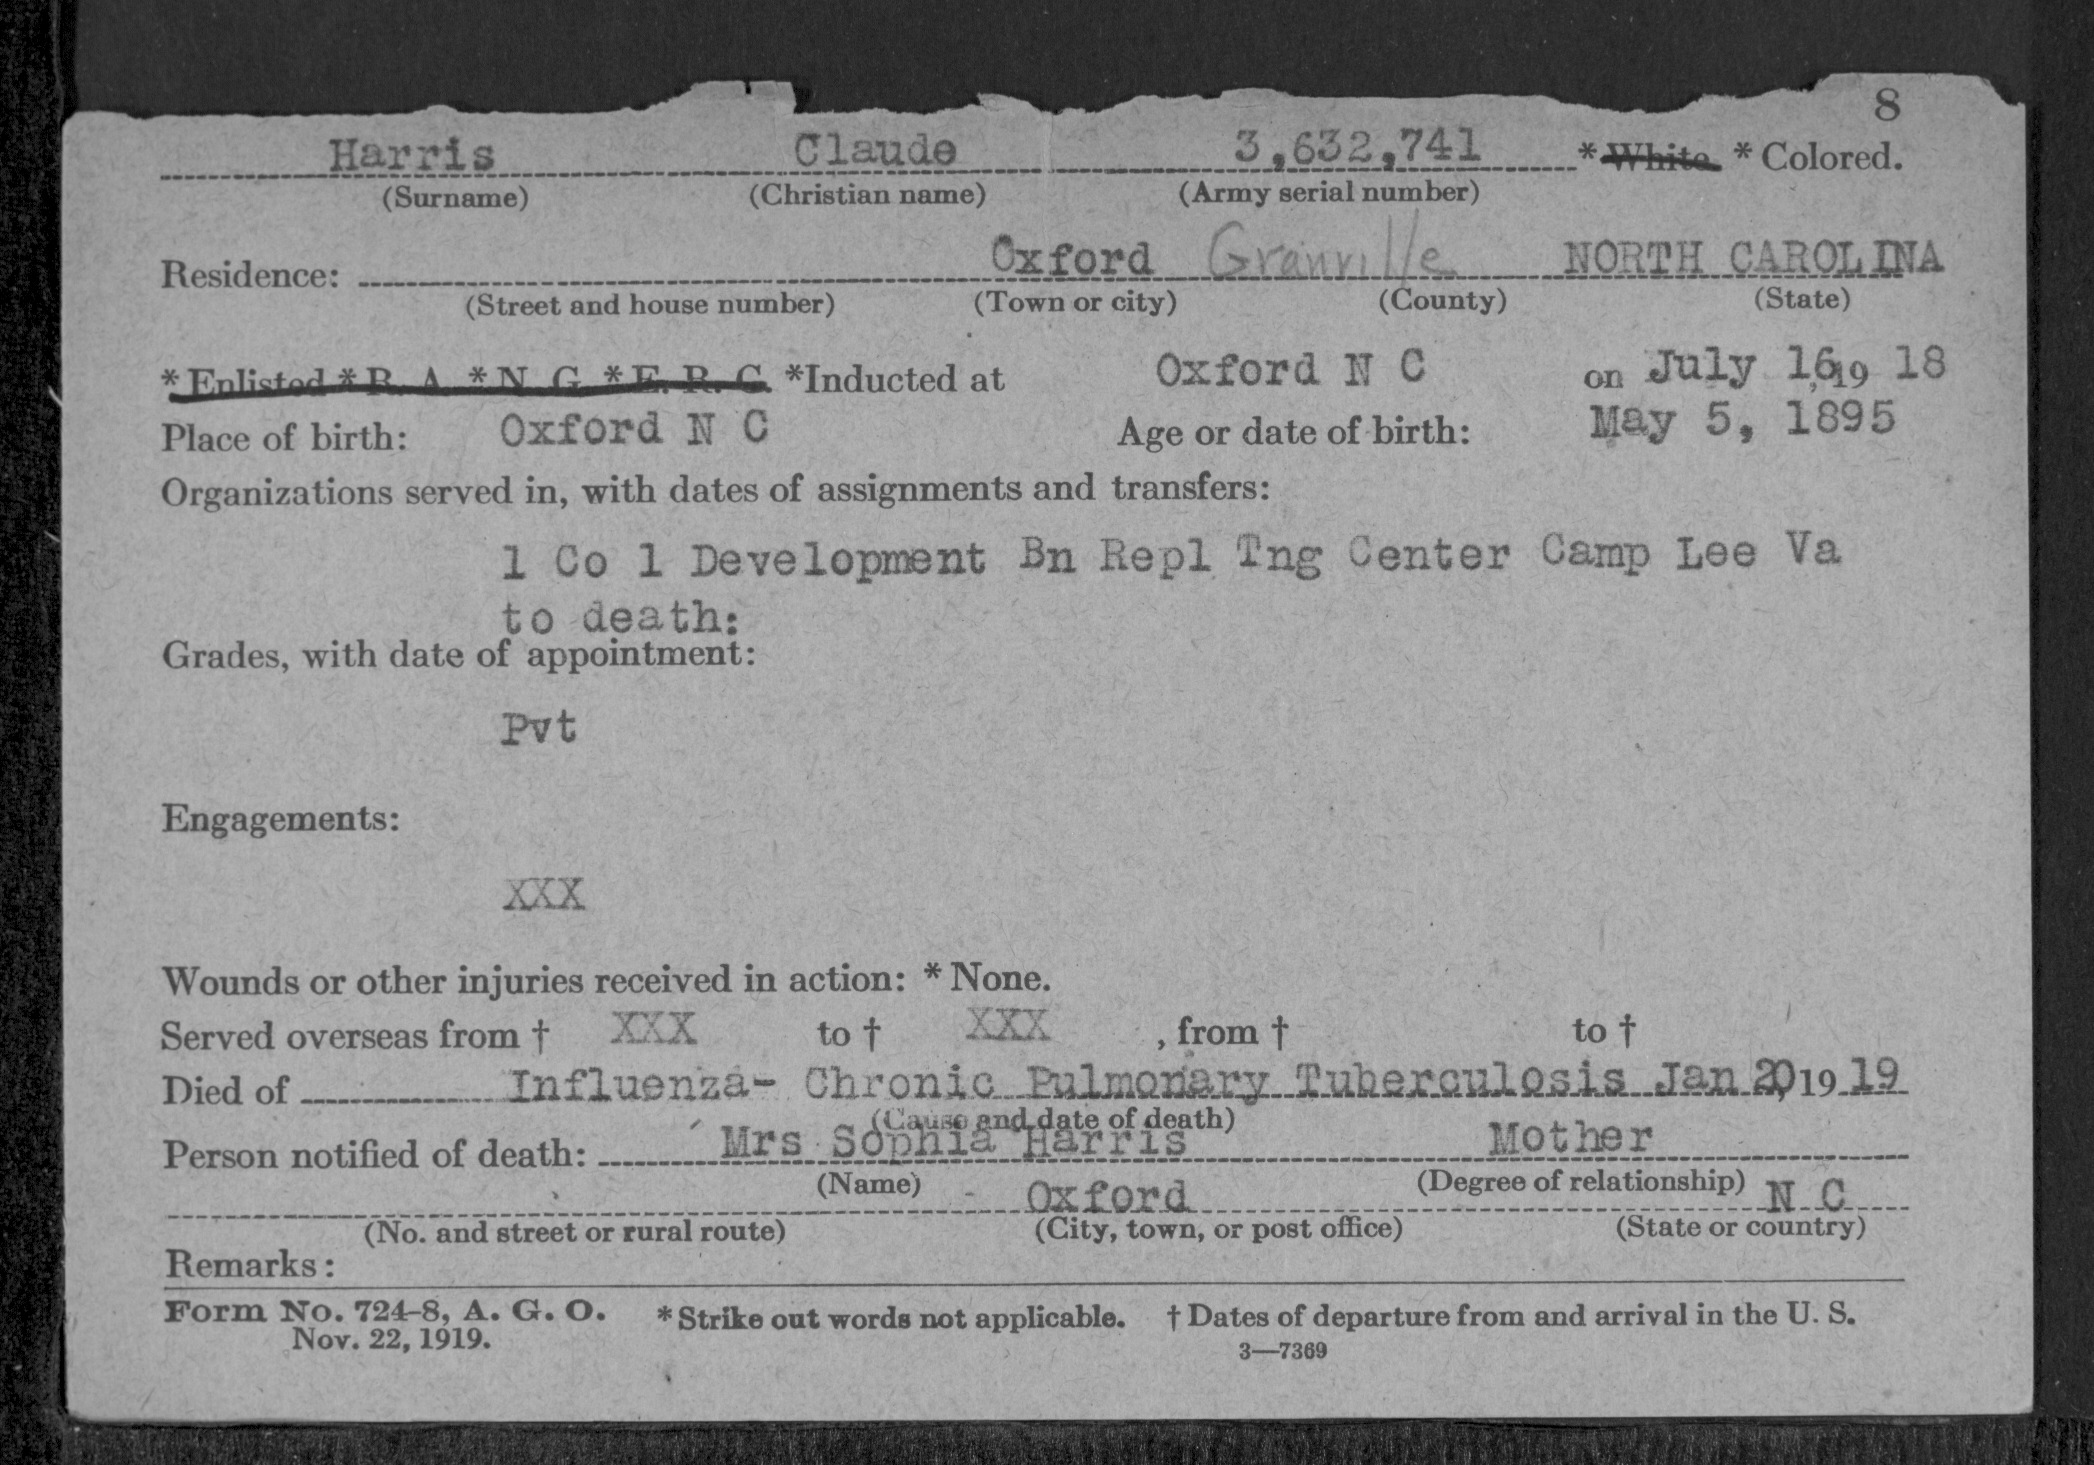 8
Harris Claude 3,632,741 * White * Colored.
(Surname) (Christian name) (Army serial number)
Residence: Oxford Granville NORTH CAROLINA
(Street and house number) (Town or city) (County) (State)
* Enlisted * R. A. * N. G. * E. R. C. *Inducted at Oxford N C on July 16, 19 18
Place of birth: Oxford N C Age or date of birth: May 5, 1895
Organizations served in, with dates of assignments and transfers:
1 Co 1 Development Bn Repl Tng Center Camp Lee Va
to death:
Grades, with date of appointment:
Pvt
Engagements:
XXX
Wounds or other injuries received in action: * None.
Served overseas from † XXX to † XXX , from † to †
Died of Influenza- Chronic Pulmonary Tuberculosis Jan 20, 19 19
(Cause and date of death)
Person notified of death: Mrs Sophia Harris Mother
(Name) (Degree of relationship)
Oxford N C
(No. and street or rural route) (City, town, or post office) (State or country)
Remarks:
Form No. 724-8, A. G. O. * Strike out words not applicable. † Dates of departure from and arrival in the U. S.
Nov. 22, 1919. 3—7369